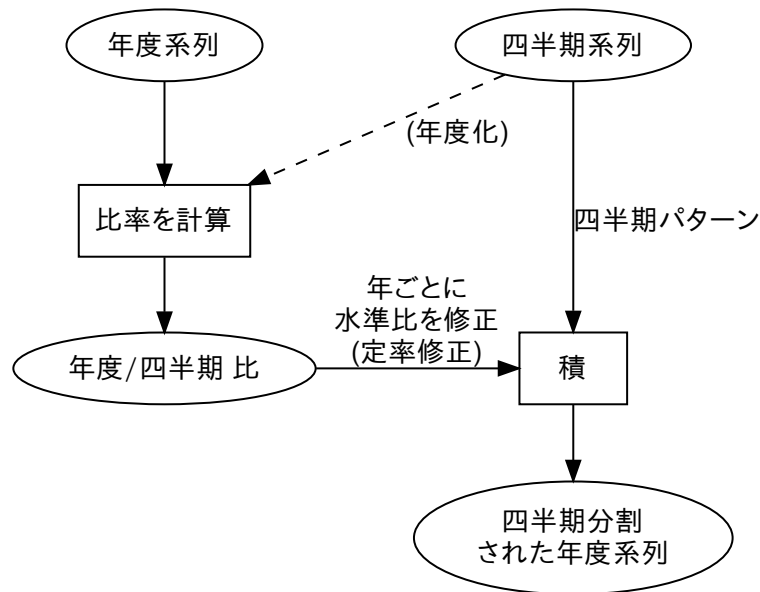 年度系列
四半期系列
(年度化)
比率を計算
四半期パターン
年ごとに
水準比を修正
(定率修正)
年度/四半期 比
積
四半期分割
された年度系列